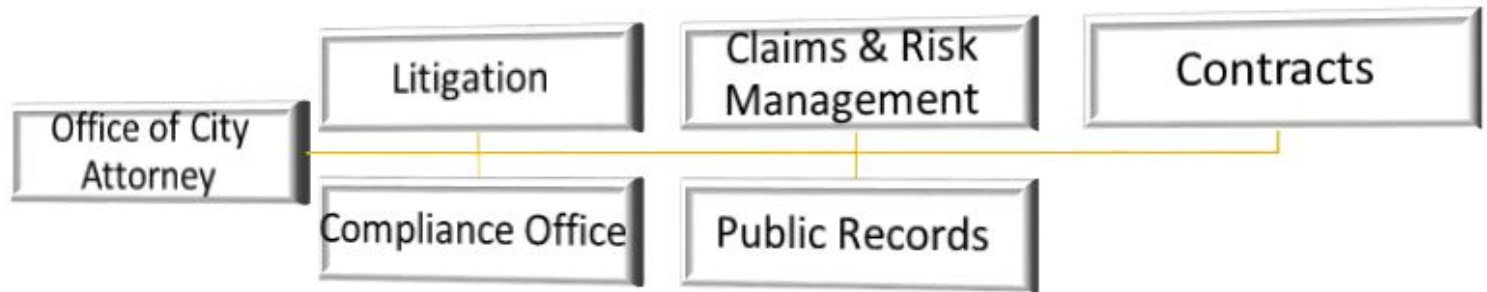 Office of City
Attorney
Litigation
Claims & Risk
Management
Contracts
Compliance Office
Public Records